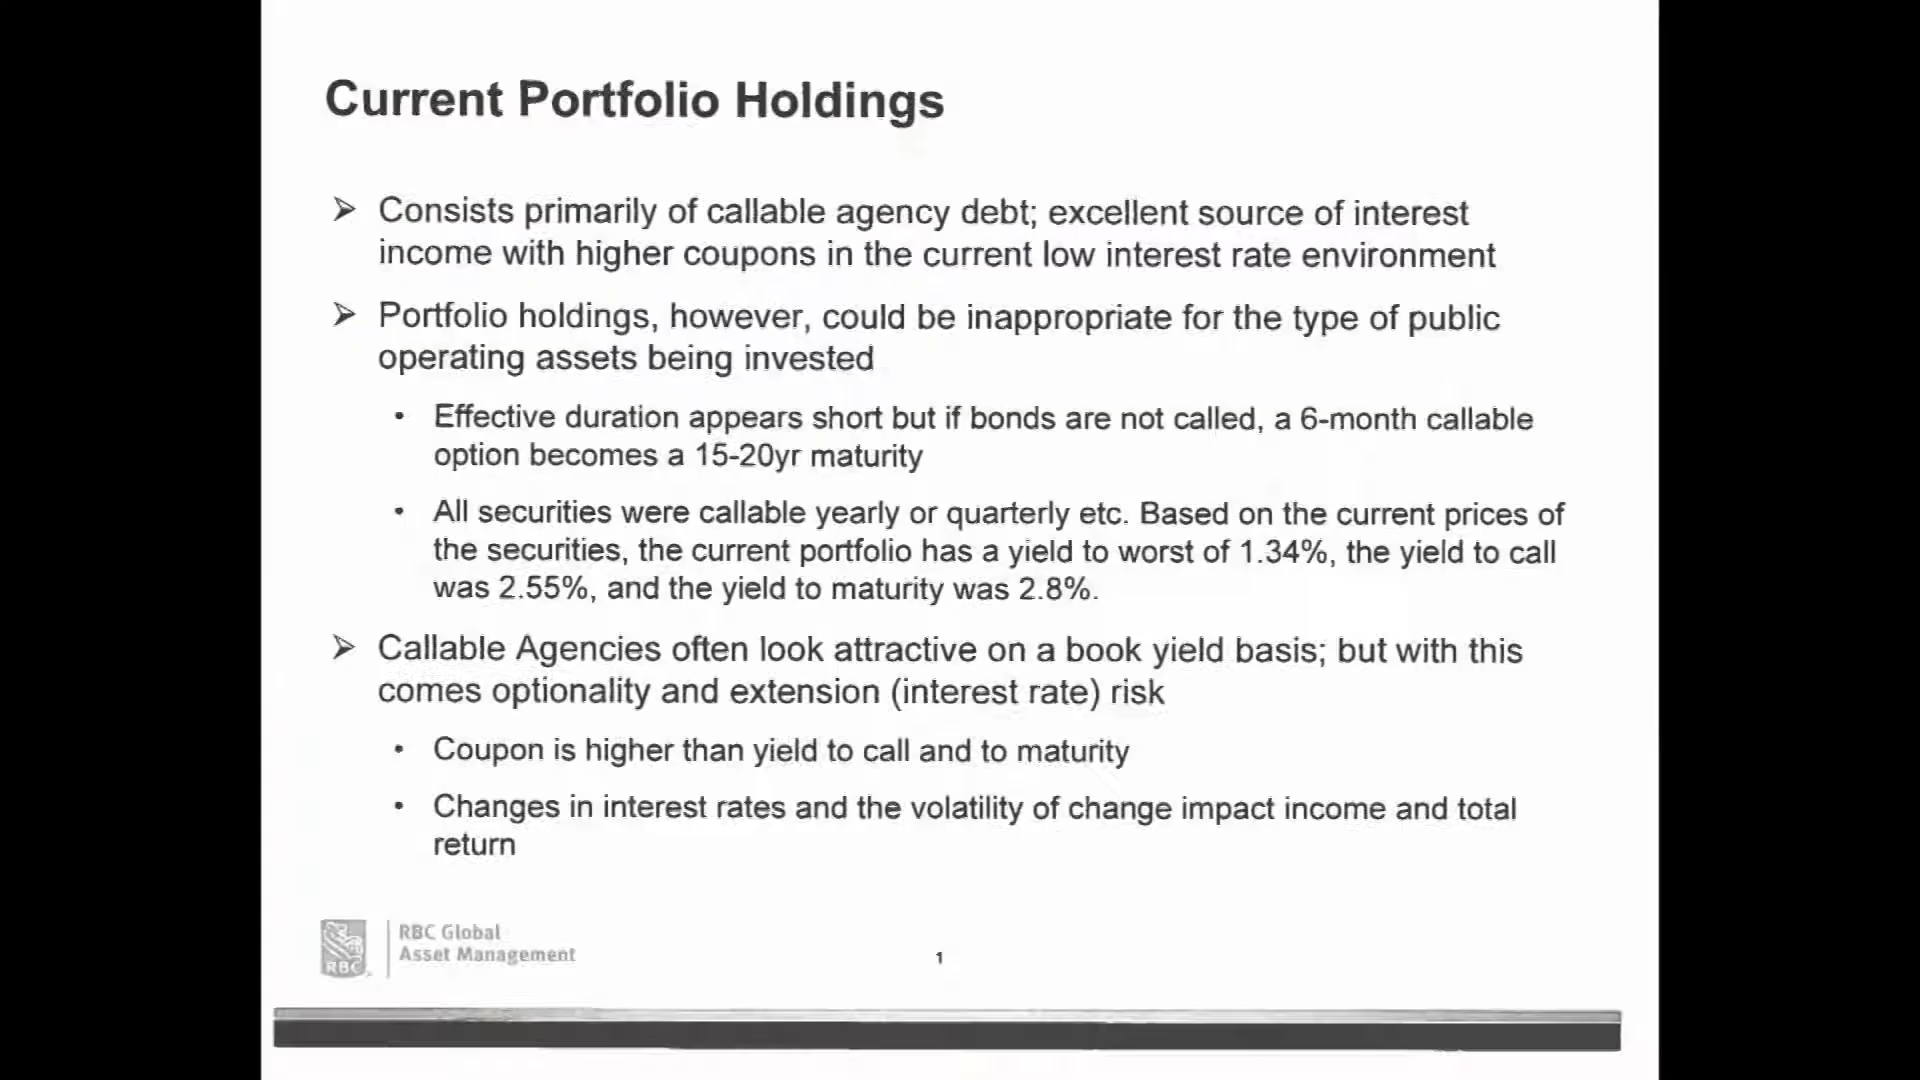 Current Portfolio Holdings
➢ Consists primarily of callable agency debt; excellent source of interest
income with higher coupons in the current low interest rate environment
➢ Portfolio holdings, however, could be inappropriate for the type of public
operating assets being invested
• Effective duration appears short but if bonds are not called, a 6-month callable
option becomes a 15-20yr maturity
• All securities were callable yearly or quarterly etc. Based on the current prices of
the securities, the current portfolio has a yield to worst of 1.34%, the yield to call
was 2.55%, and the yield to maturity was 2.8%.
➢ Callable Agencies often look attractive on a book yield basis; but with this
comes optionality and extension (interest rate) risk
• Coupon is higher than yield to call and to maturity
• Changes in interest rates and the volatility of change impact income and total
return
RBC Global
Asset Management
RBC
1